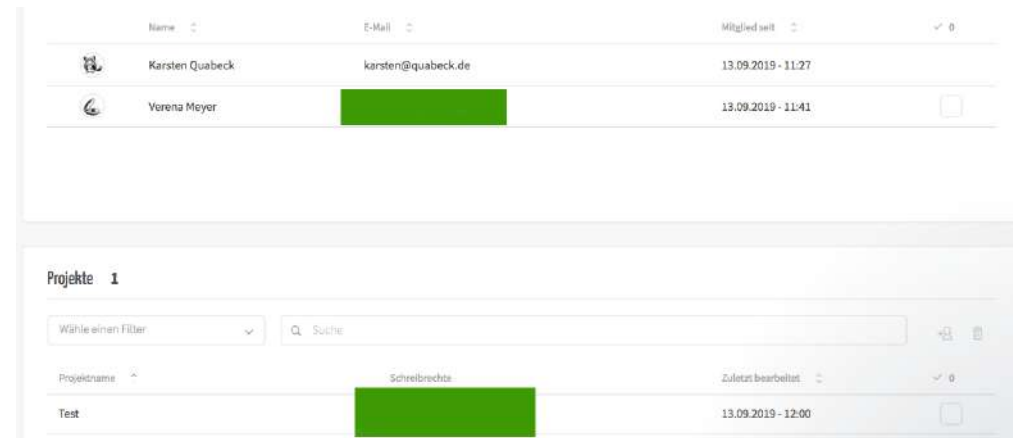 Name E-Mail Mitglied seit 0
Karsten Quabeck karsten@quabeck.de 13.09.2019 - 11:27
Verena Meyer 13.09.2019 - 11:41
Projekte 1
Wähle einen Filter Suche
Projektname Schreibrechte Zuletzt bearbeitet 0
Test 13.09.2019 - 12:00